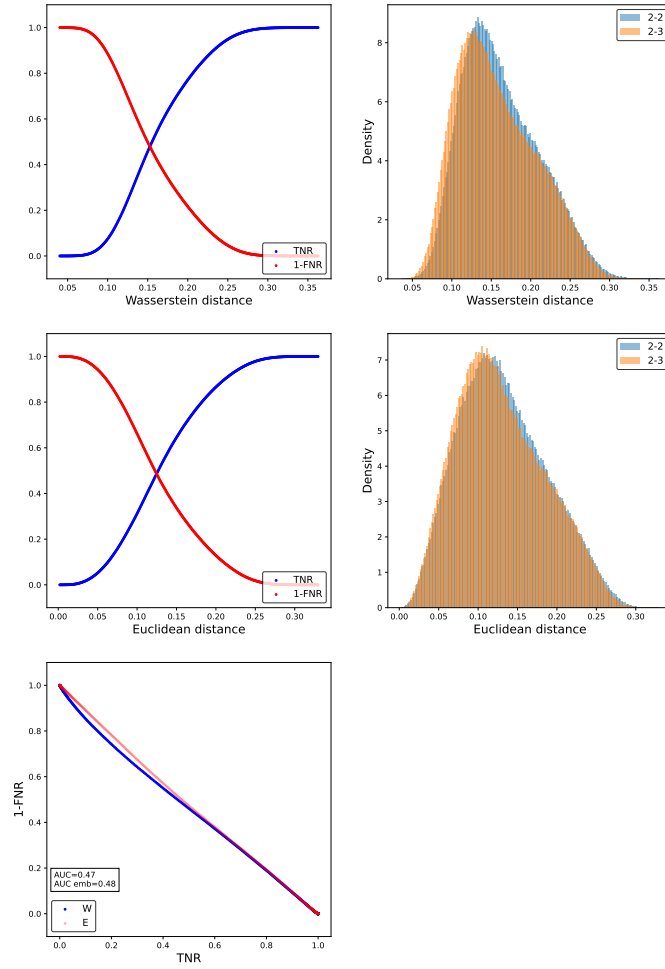 1.0
0.8
0.6
0.4
0.2
0.0
0.05 0.10 0.15 0.20 0.25 0.30 0.35
Wasserstein distance
TNR
1-FNR
8
6
4
2
0
Density
0.05 0.10 0.15 0.20 0.25 0.30 0.35
Wasserstein distance
2-2
2-3
1.0
0.8
0.6
0.4
0.2
0.0
0.00 0.05 0.10 0.15 0.20 0.25 0.30
Euclidean distance
TNR
1-FNR
7
6
5
4
3
2
1
0
Density
0.00 0.05 0.10 0.15 0.20 0.25 0.30
Euclidean distance
2-2
2-3
1.0
0.8
0.6
0.4
0.2
0.0
1-FNR
AUC=0.47
AUC emb=0.48
W
E
0.0 0.2 0.4 0.6 0.8 1.0
TNR